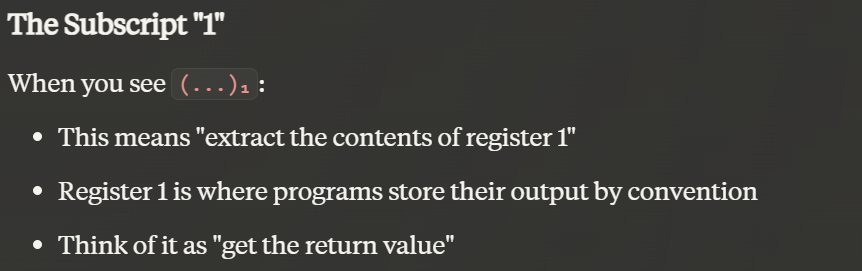 The Subscript "1"
When you see (...)₁:
• This means "extract the contents of register 1"
• Register 1 is where programs store their output by convention
• Think of it as "get the return value"